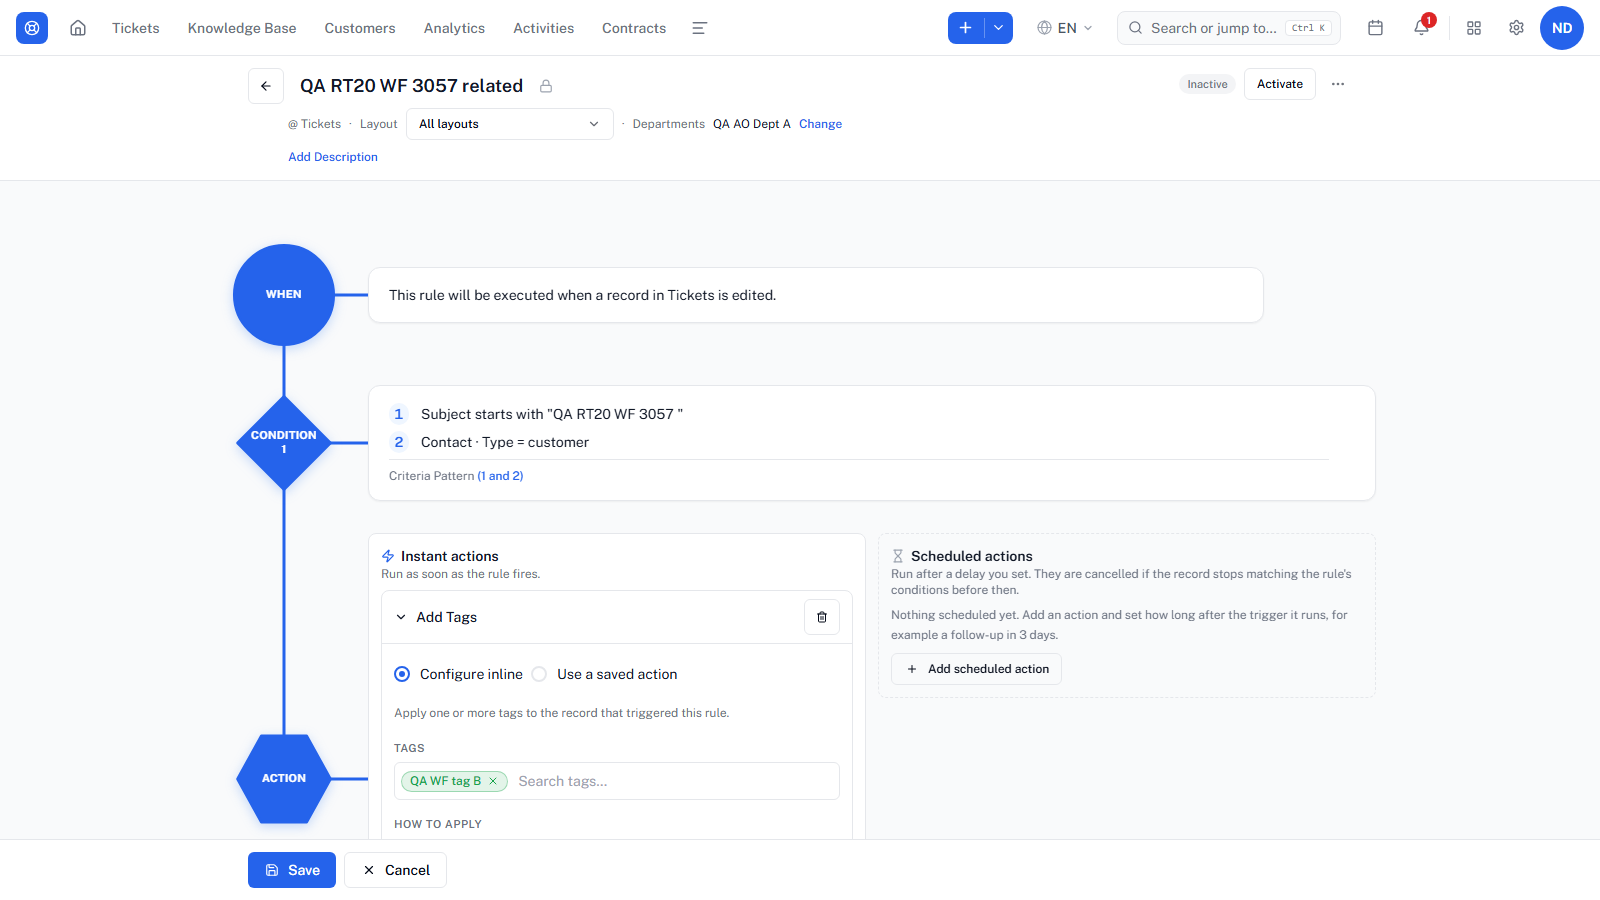 Tickets
Knowledge Base
Customers
Analytics
Activities
Contracts
EN
Search or jump to...
Ctrl K
1
ND
QA RT20 WF 3057 related
Inactive
Activate
@ Tickets · Layout
All layouts
· Departments QA AO Dept A Change
Add Description
WHEN
This rule will be executed when a record in Tickets is edited.
CONDITION
1
1 Subject starts with "QA RT20 WF 3057 "
2 Contact · Type = customer
Criteria Pattern (1 and 2)
Instant actions
Run as soon as the rule fires.
Add Tags
Configure inline
Use a saved action
Apply one or more tags to the record that triggered this rule.
TAGS
QA WF tag B
Search tags...
HOW TO APPLY
Scheduled actions
Run after a delay you set. They are cancelled if the record stops matching the rule's
conditions before then.
Nothing scheduled yet. Add an action and set how long after the trigger it runs, for
example a follow-up in 3 days.
Add scheduled action
ACTION
Save
Cancel